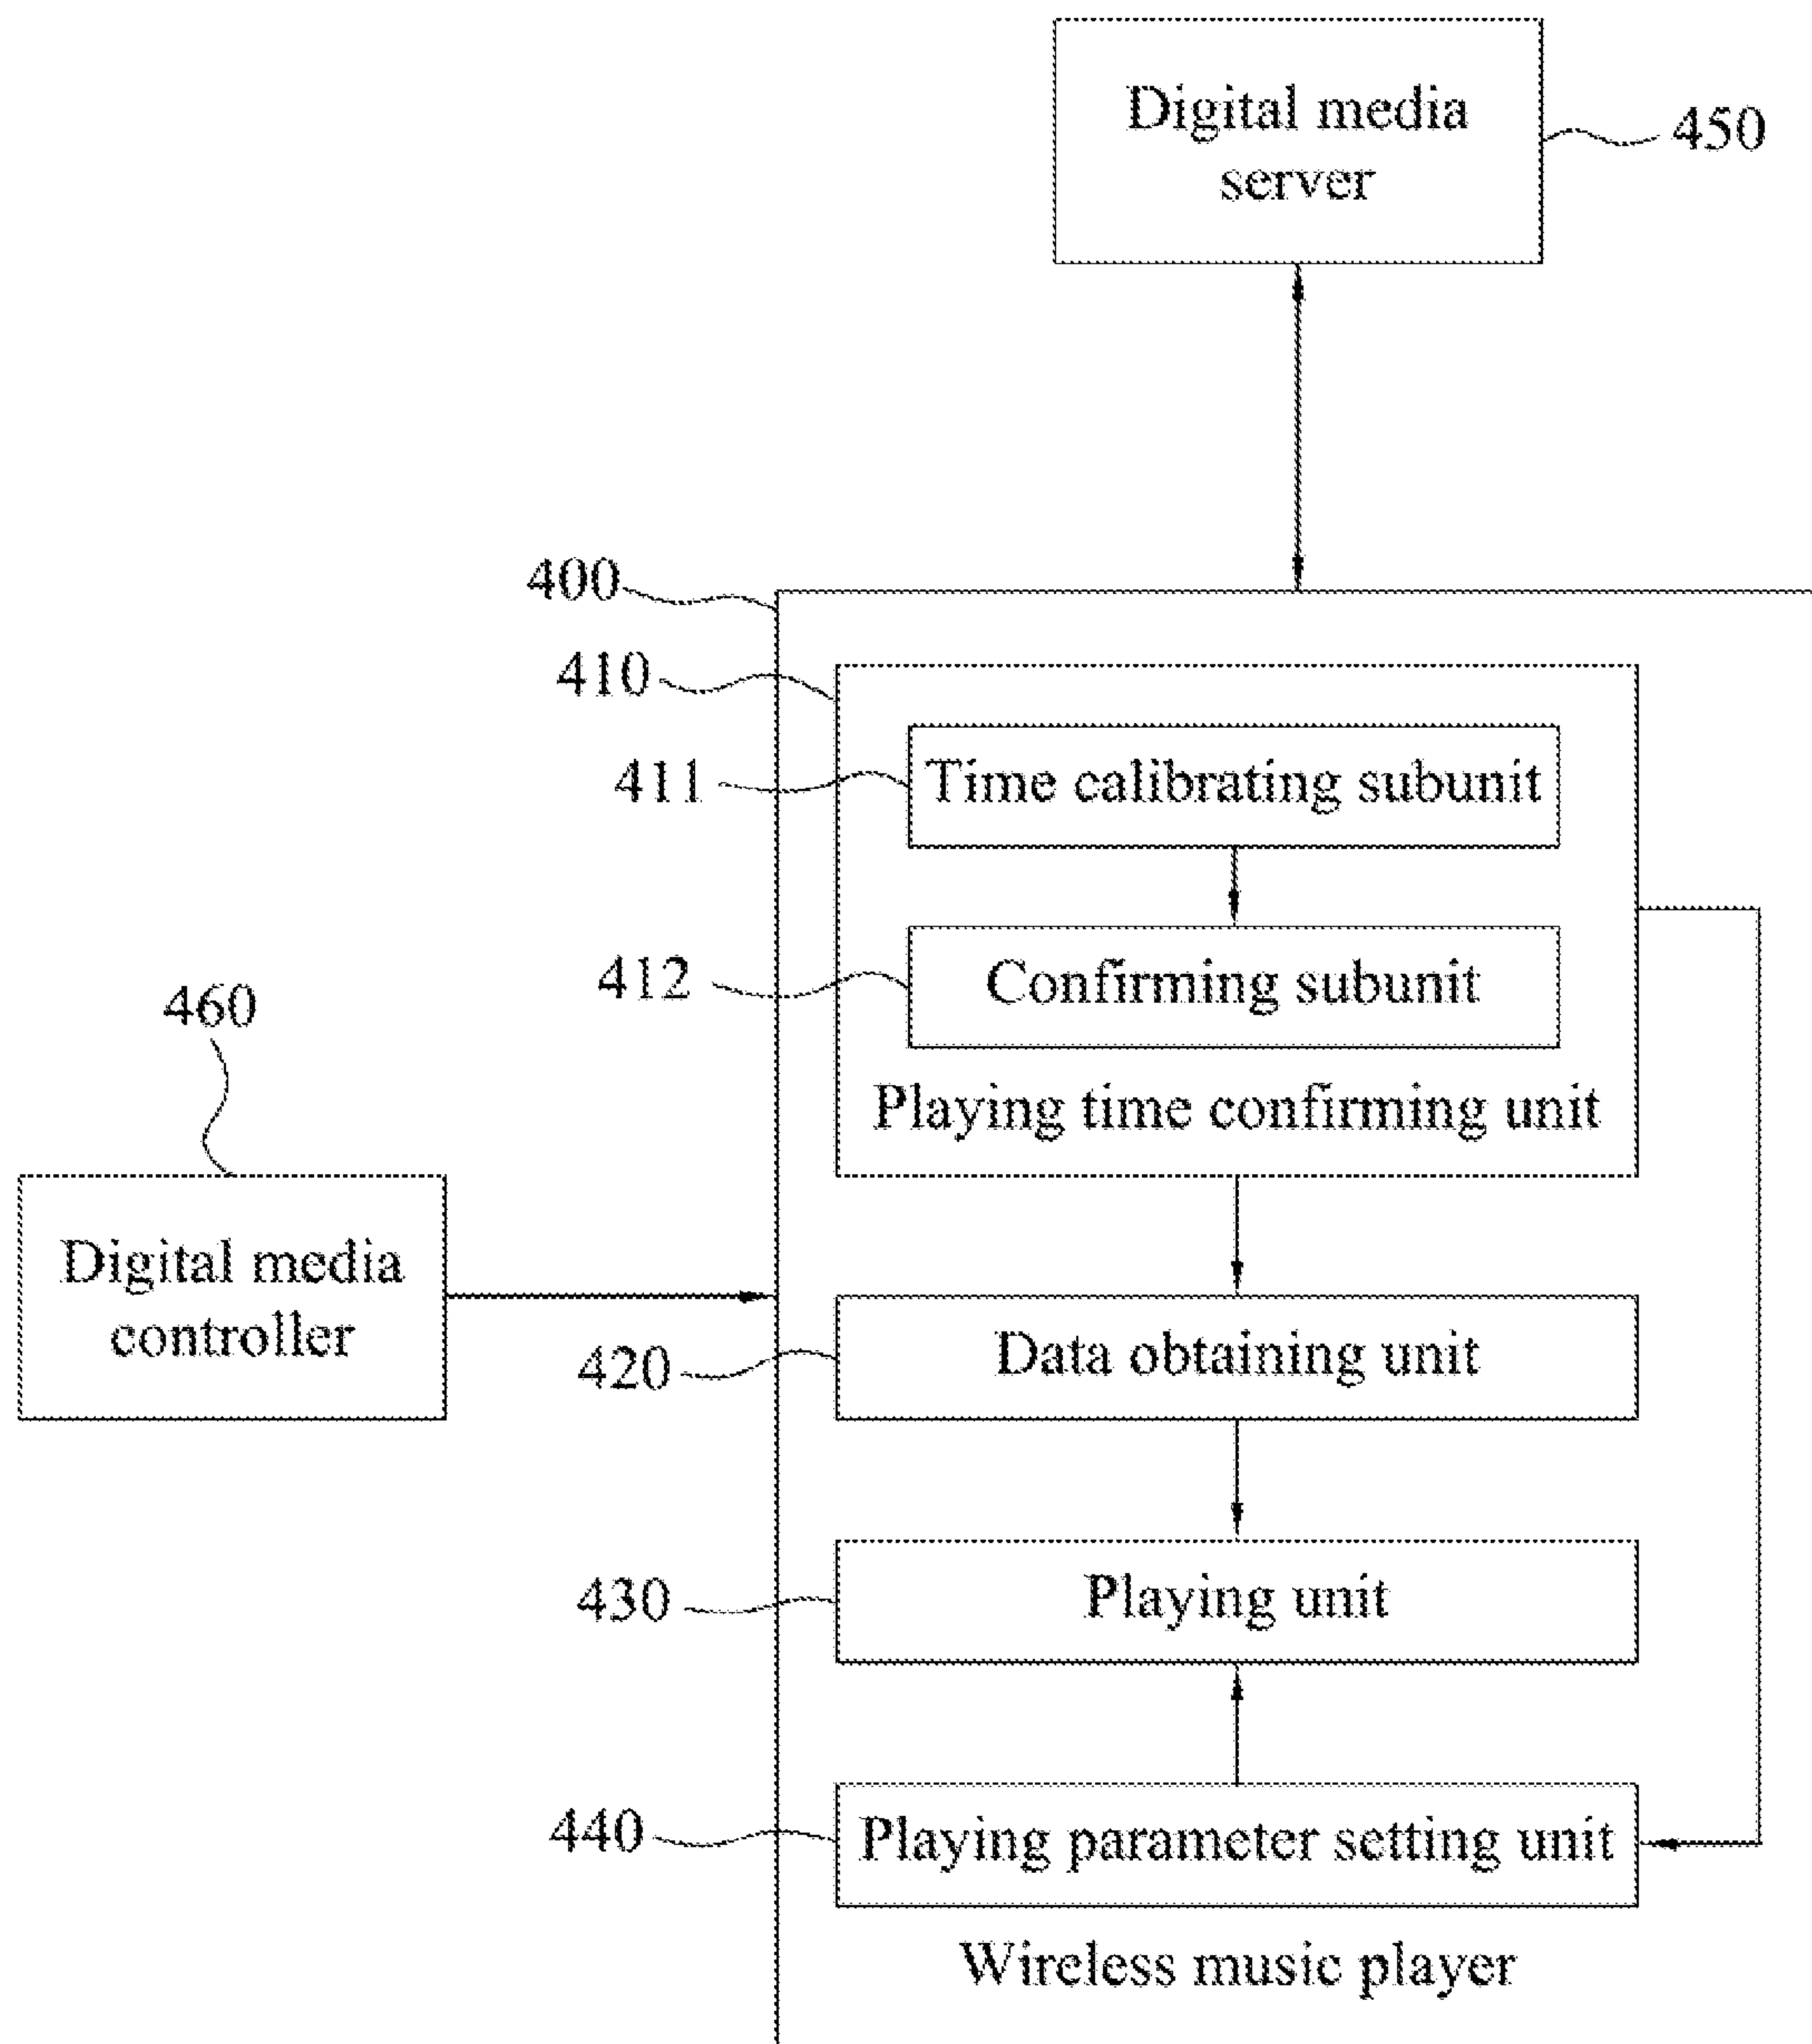 Digital media
server
450
400
410
411
Time calibrating subunit
412
Confirming subunit
Playing time confirming unit
460
Digital media
controller
420
Data obtaining unit
430
Playing unit
440
Playing parameter setting unit
Wireless music player